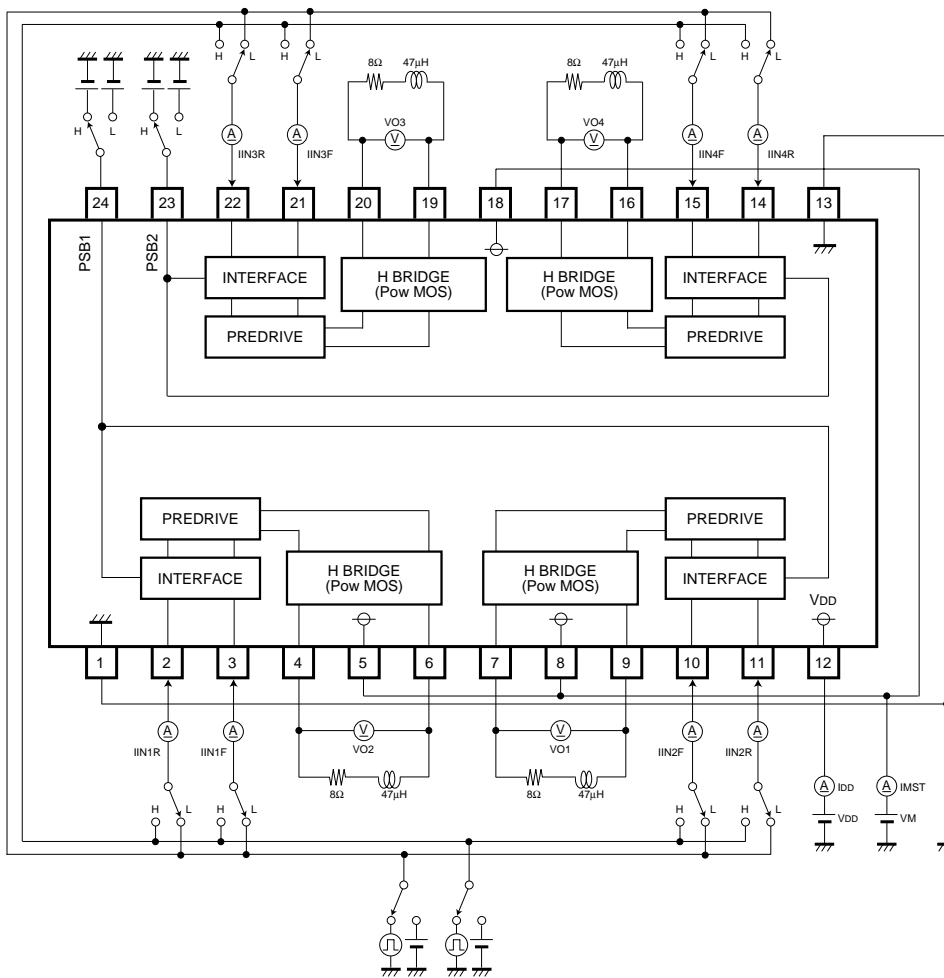 H L H L H L H L
8Ω 47μH 8Ω 47μH
H L H L
VO3 VO4
IIN3R IIN3F IIN4F IIN4R
24 23 22 21 20 19 18 17 16 15 14 13
PSB1 PSB2
INTERFACE H BRIDGE (Pow MOS) H BRIDGE (Pow MOS) INTERFACE
PREDRIVE PREDRIVE
PREDRIVE PREDRIVE
INTERFACE H BRIDGE (Pow MOS) H BRIDGE (Pow MOS) INTERFACE
VDD
1 2 3 4 5 6 7 8 9 10 11 12
A A V V A A
IIN1R IIN1F VO2 VO1 IIN2F IIN2R
8Ω 47μH 8Ω 47μH
A IDD A IMST
H L H L H L H L
VDD VM